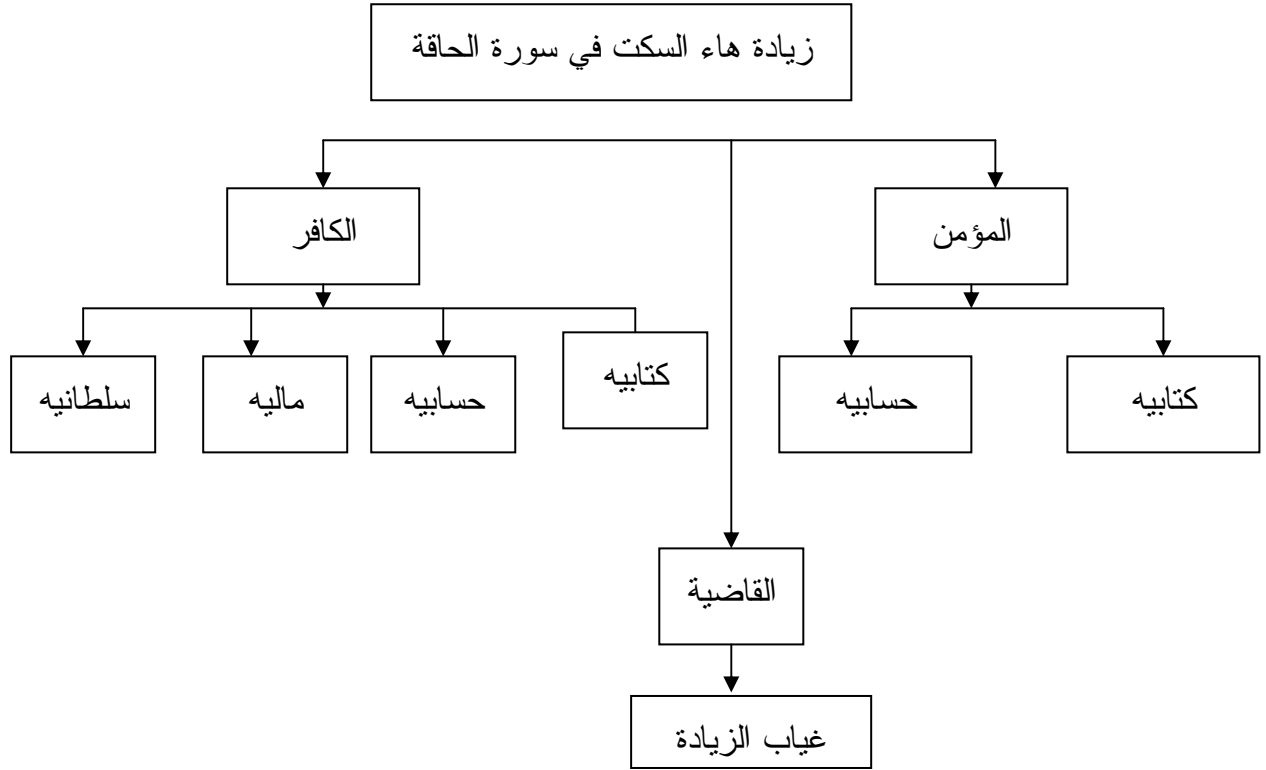 زيادة هاء السكت في سورة الحاقة
المؤمن
الكافر
كتابيه
حسابيه
كتابيه
حسابيه
ماليه
سلطانيه
القاضية
غياب الزيادة